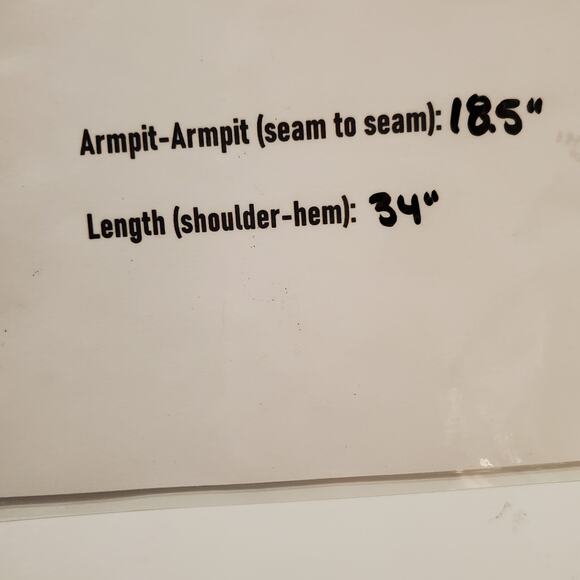 Armpit-Armpit (seam to seam): 18.5"
Length (shoulder-hem): 34"